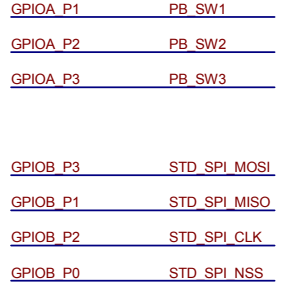 GPIOA_P1 PB_SW1
GPIOA_P2 PB_SW2
GPIOA_P3 PB_SW3
GPIOB_P3 STD_SPI_MOSI
GPIOB_P1 STD_SPI_MISO
GPIOB_P2 STD_SPI_CLK
GPIOB_P0 STD_SPI_NSS